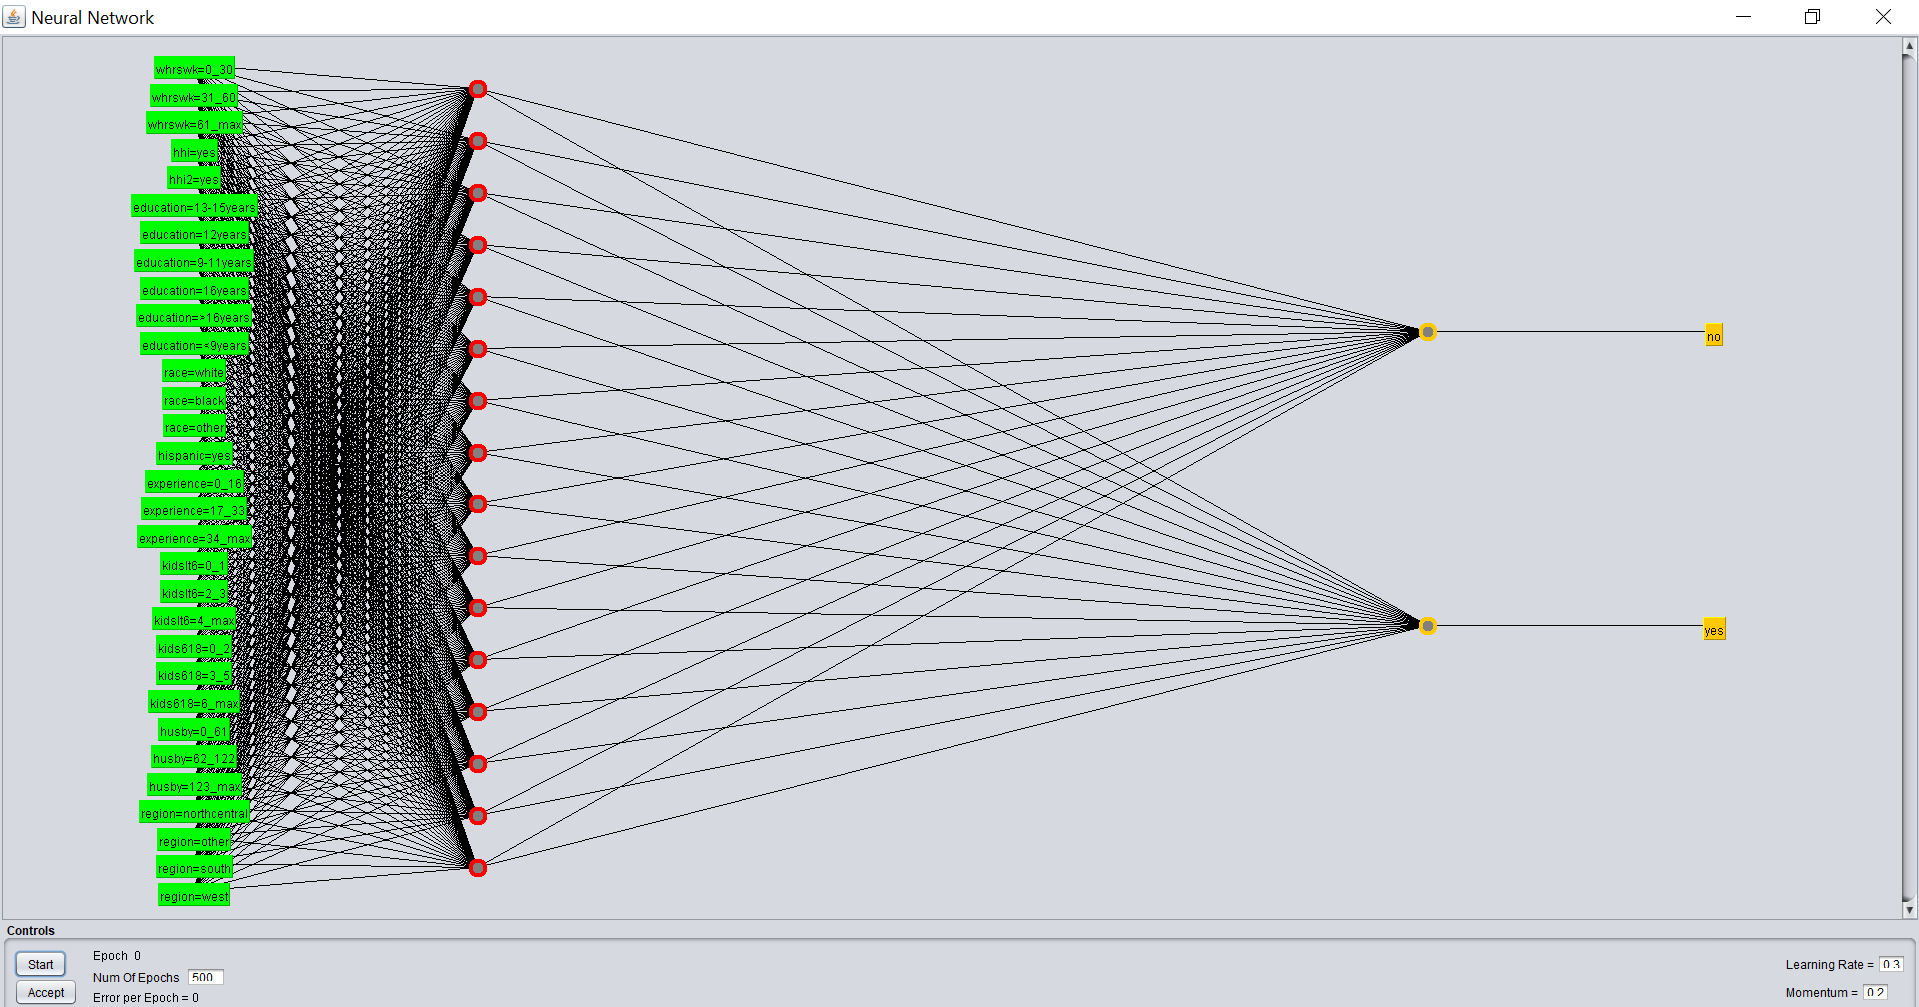 Neural Network
whrswk=0_30
whrswk=31_60
whrswk=61_max
hhi=yes
hhi2=yes
education=13-15years
education=12years
education=9-11years
education=16years
education=>16years
education=<9years
race=white
race=black
race=other
hispanic=yes
experience=0_16
experience=17_33
experience=34_max
kidslt6=0_1
kidslt6=2_3
kidslt6=4_max
kids618=0_2
kids618=3_5
kids618=6_max
husby=0_61
husby=62_122
husby=123_max
region=northcentral
region=other
region=south
region=west
no
yes
Controls
Start
Accept
Epoch 0
Num Of Epochs 500
Error per Epoch = 0
Learning Rate = 0.3
Momentum = 0.2